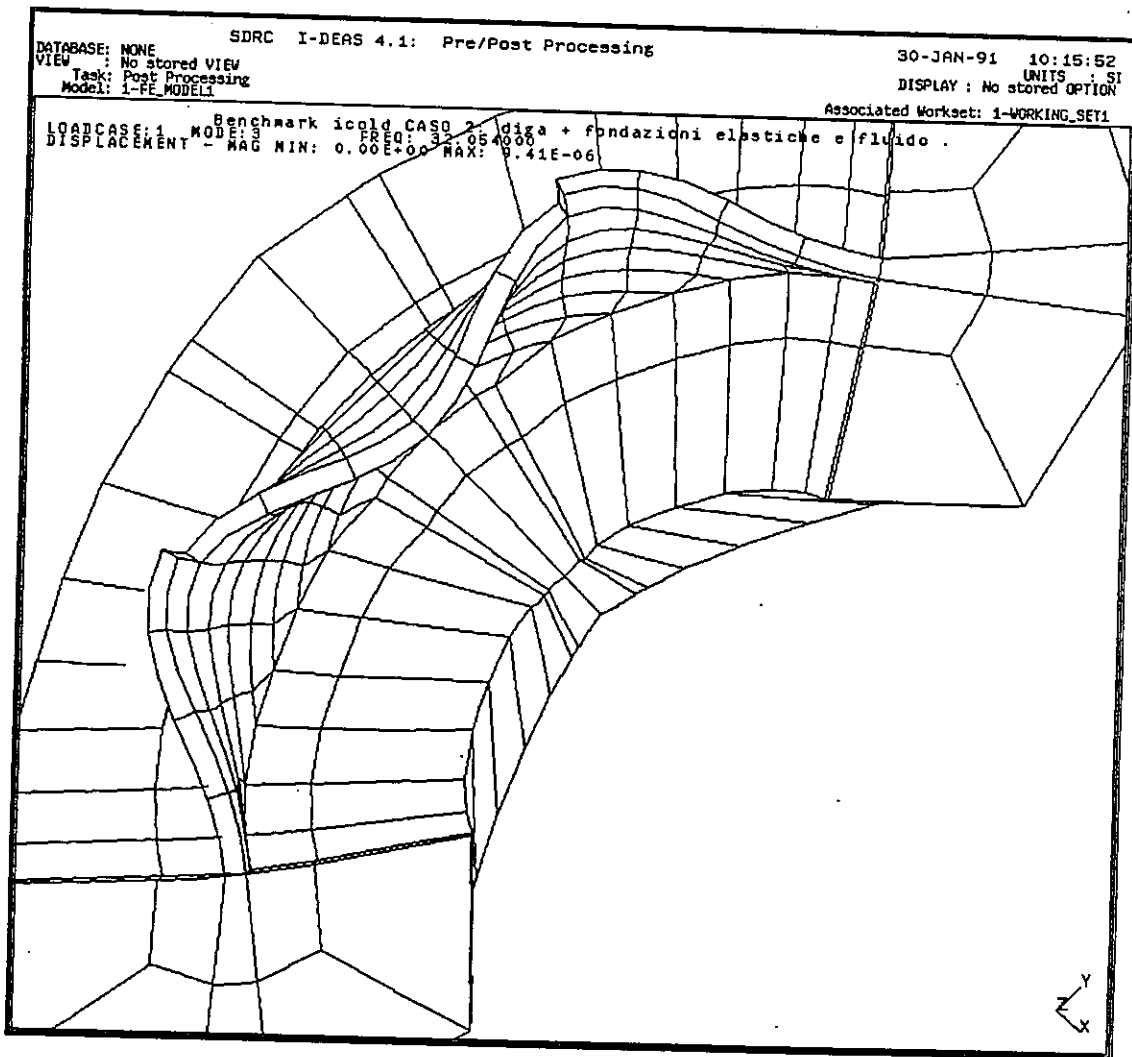 SDRC I-DEAS 4.1: Pre/Post Processing
DATABASE: NONE
VIEW : No stored VIEW
Task: Post Processing
Model: 1-FE_MODEL1
30-JAN-91 10:15:52
UNITS : SI
DISPLAY : No stored OPTION
Associated Workset: 1-WORKING_SET1
Benchmark icold CASO 2 diga + fondazioni elastiche e fluido .
LOADCASE:1 MODE:3 FREQ: 32.054000
DISPLACEMENT - MAG MIN: 0.00E+00 MAX: .41E-06
Y
Z
X